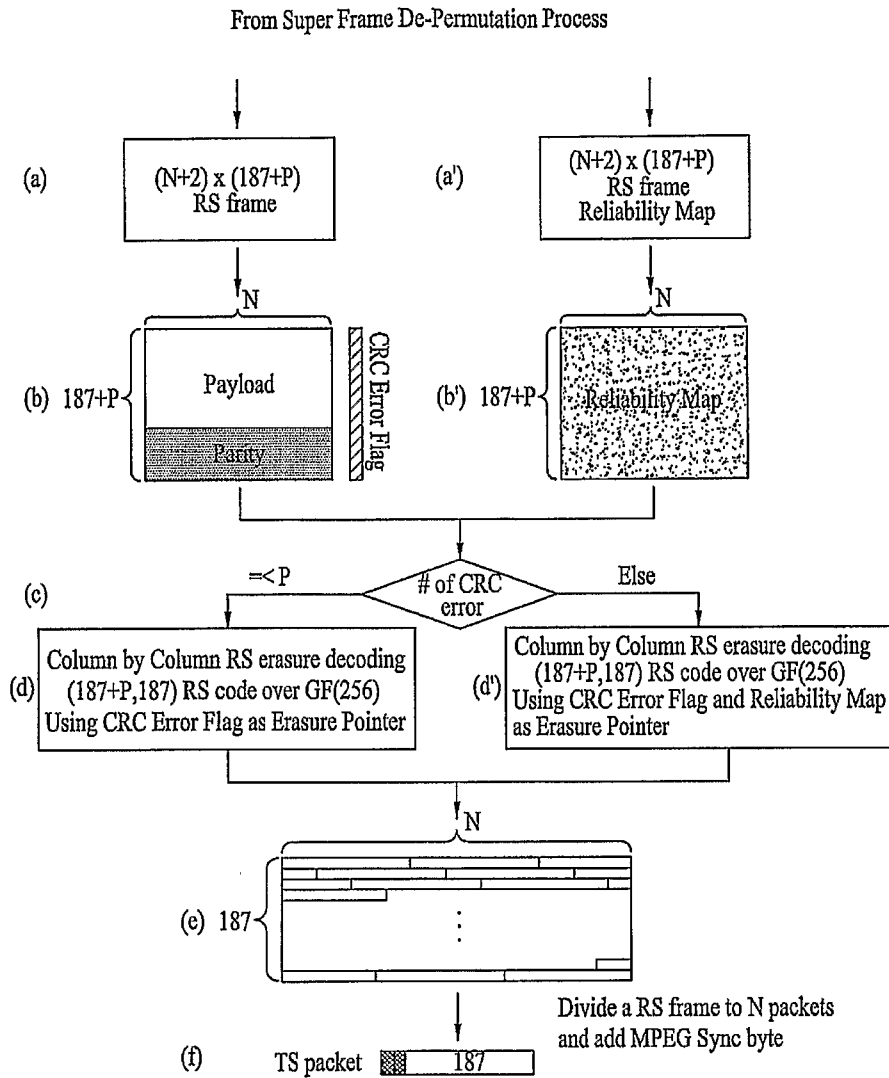 From Super Frame De-Permutation Process
(a)
(N+2) x (187+P)
RS frame
(a')
(N+2) x (187+P)
RS frame
Reliability Map
N
(b)
187+P
Payload
Parity
CRC Error Flag
N
(b')
187+P
Reliability Map
(c)
=<P
# of CRC
error
Else
(d)
Column by Column RS erasure decoding
(187+P,187) RS code over GF(256)
Using CRC Error Flag as Erasure Pointer
(d')
Column by Column RS erasure decoding
(187+P,187) RS code over GF(256)
Using CRC Error Flag and Reliability Map
as Erasure Pointer
N
(e)
187
Divide a RS frame to N packets
and add MPEG Sync byte
(f)
TS packet
187